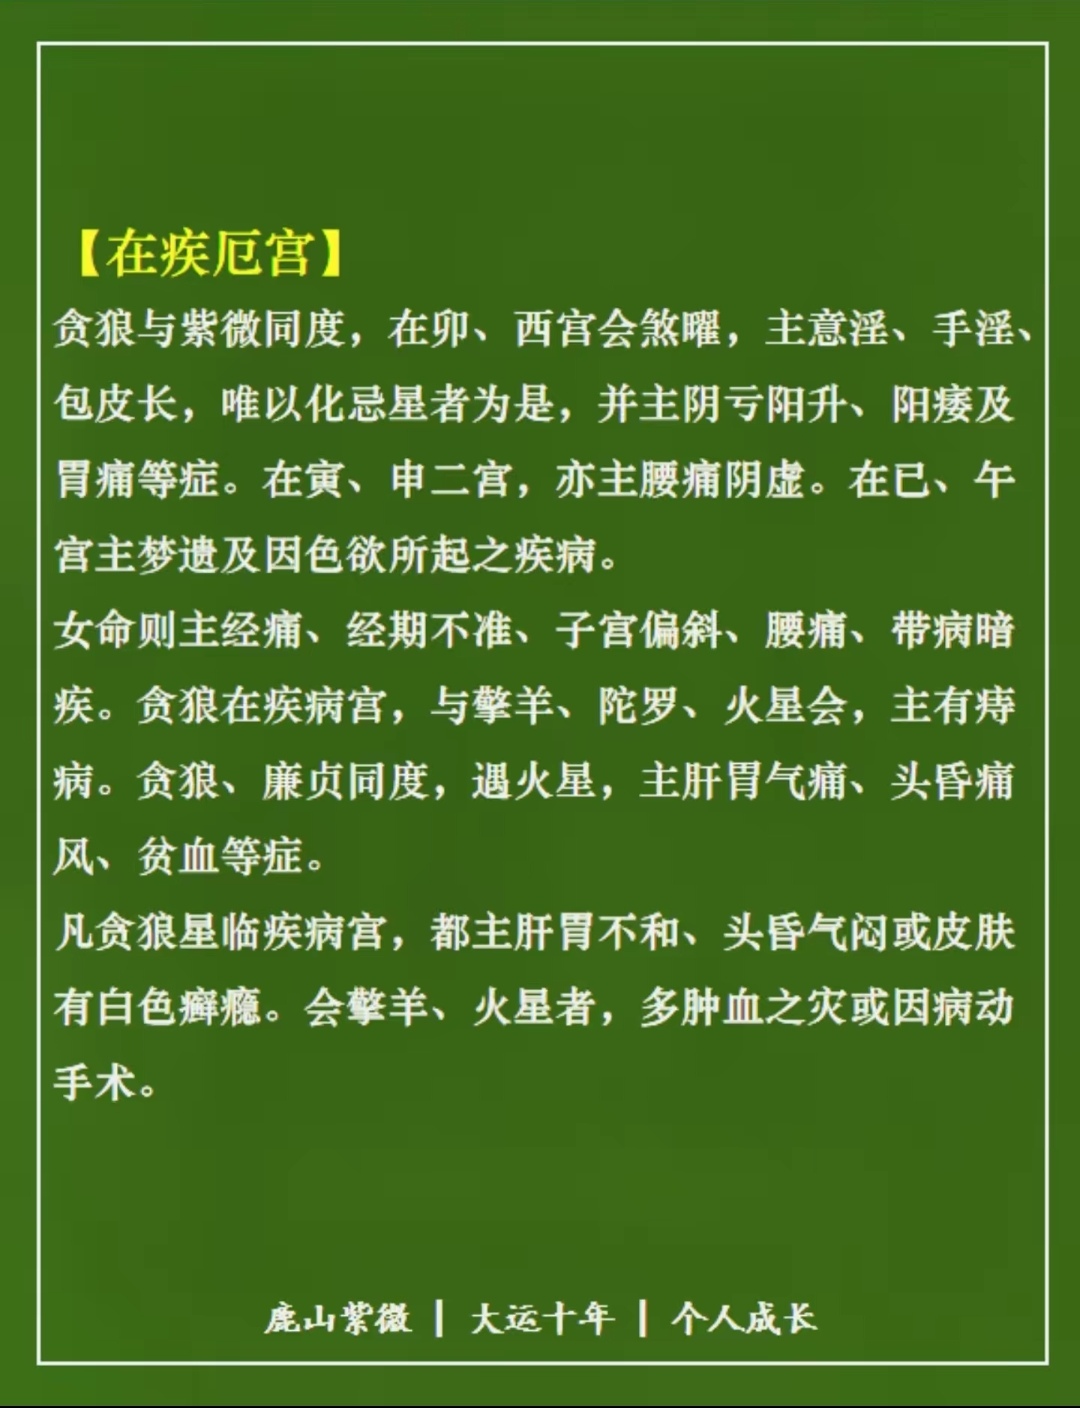 【在疾厄宫】
贪狼与紫微同度，在卯、西宫会煞曜，主意淫、手淫、
包皮长，唯以化忌星者为是，并主阴亏阳升、阳痿及
胃痛等症。在寅、申二宫，亦主腰痛阴虚。在已、午
宫主梦遗及因色欲所起之疾病。
女命则主经痛、经期不准、子宫偏斜、腰痛、带病暗
疾。贪狼在疾病宫，与擎羊、陀罗、火星会，主有痔
病。贪狼、廉贞同度，遇火星，主肝胃气痛、头昏痛
风、贫血等症。
凡贪狼星临疾病宫，都主肝胃不和、头昏气闷或皮肤
有白色癣瘾。会擎羊、火星者，多肿血之灾或因病动
手术。
鹿山紫微 | 大运十年 | 个人成长